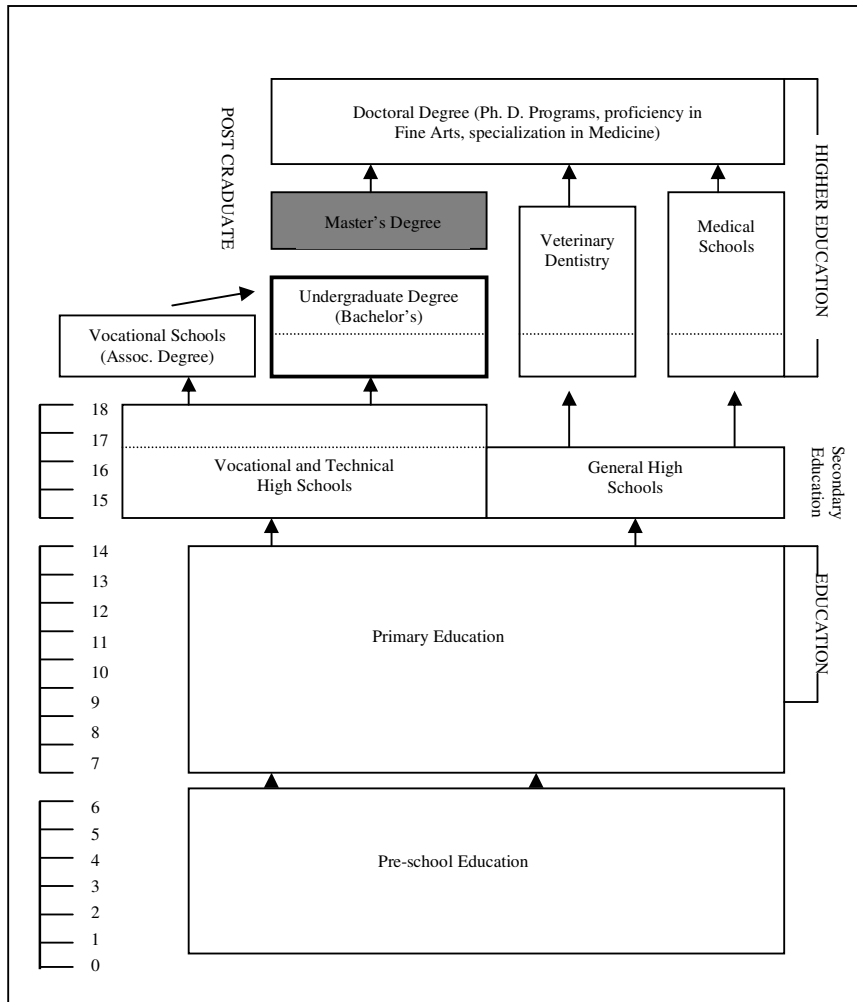 Doctoral Degree (Ph. D. Programs, proficiency in
Fine Arts, specialization in Medicine)
POST CRADUATE
HIGHER EDUCATION
Master's Degree
Veterinary
Dentistry
Medical
Schools
Undergraduate Degree
(Bachelor's)
Vocational Schools
(Assoc. Degree)
18
17
16
15
Vocational and Technical
High Schools
General High
Schools
Secondary
Education
14
13
12
11
10
9
8
7
Primary Education
EDUCATION
6
5
4
3
2
1
0
Pre-school Education